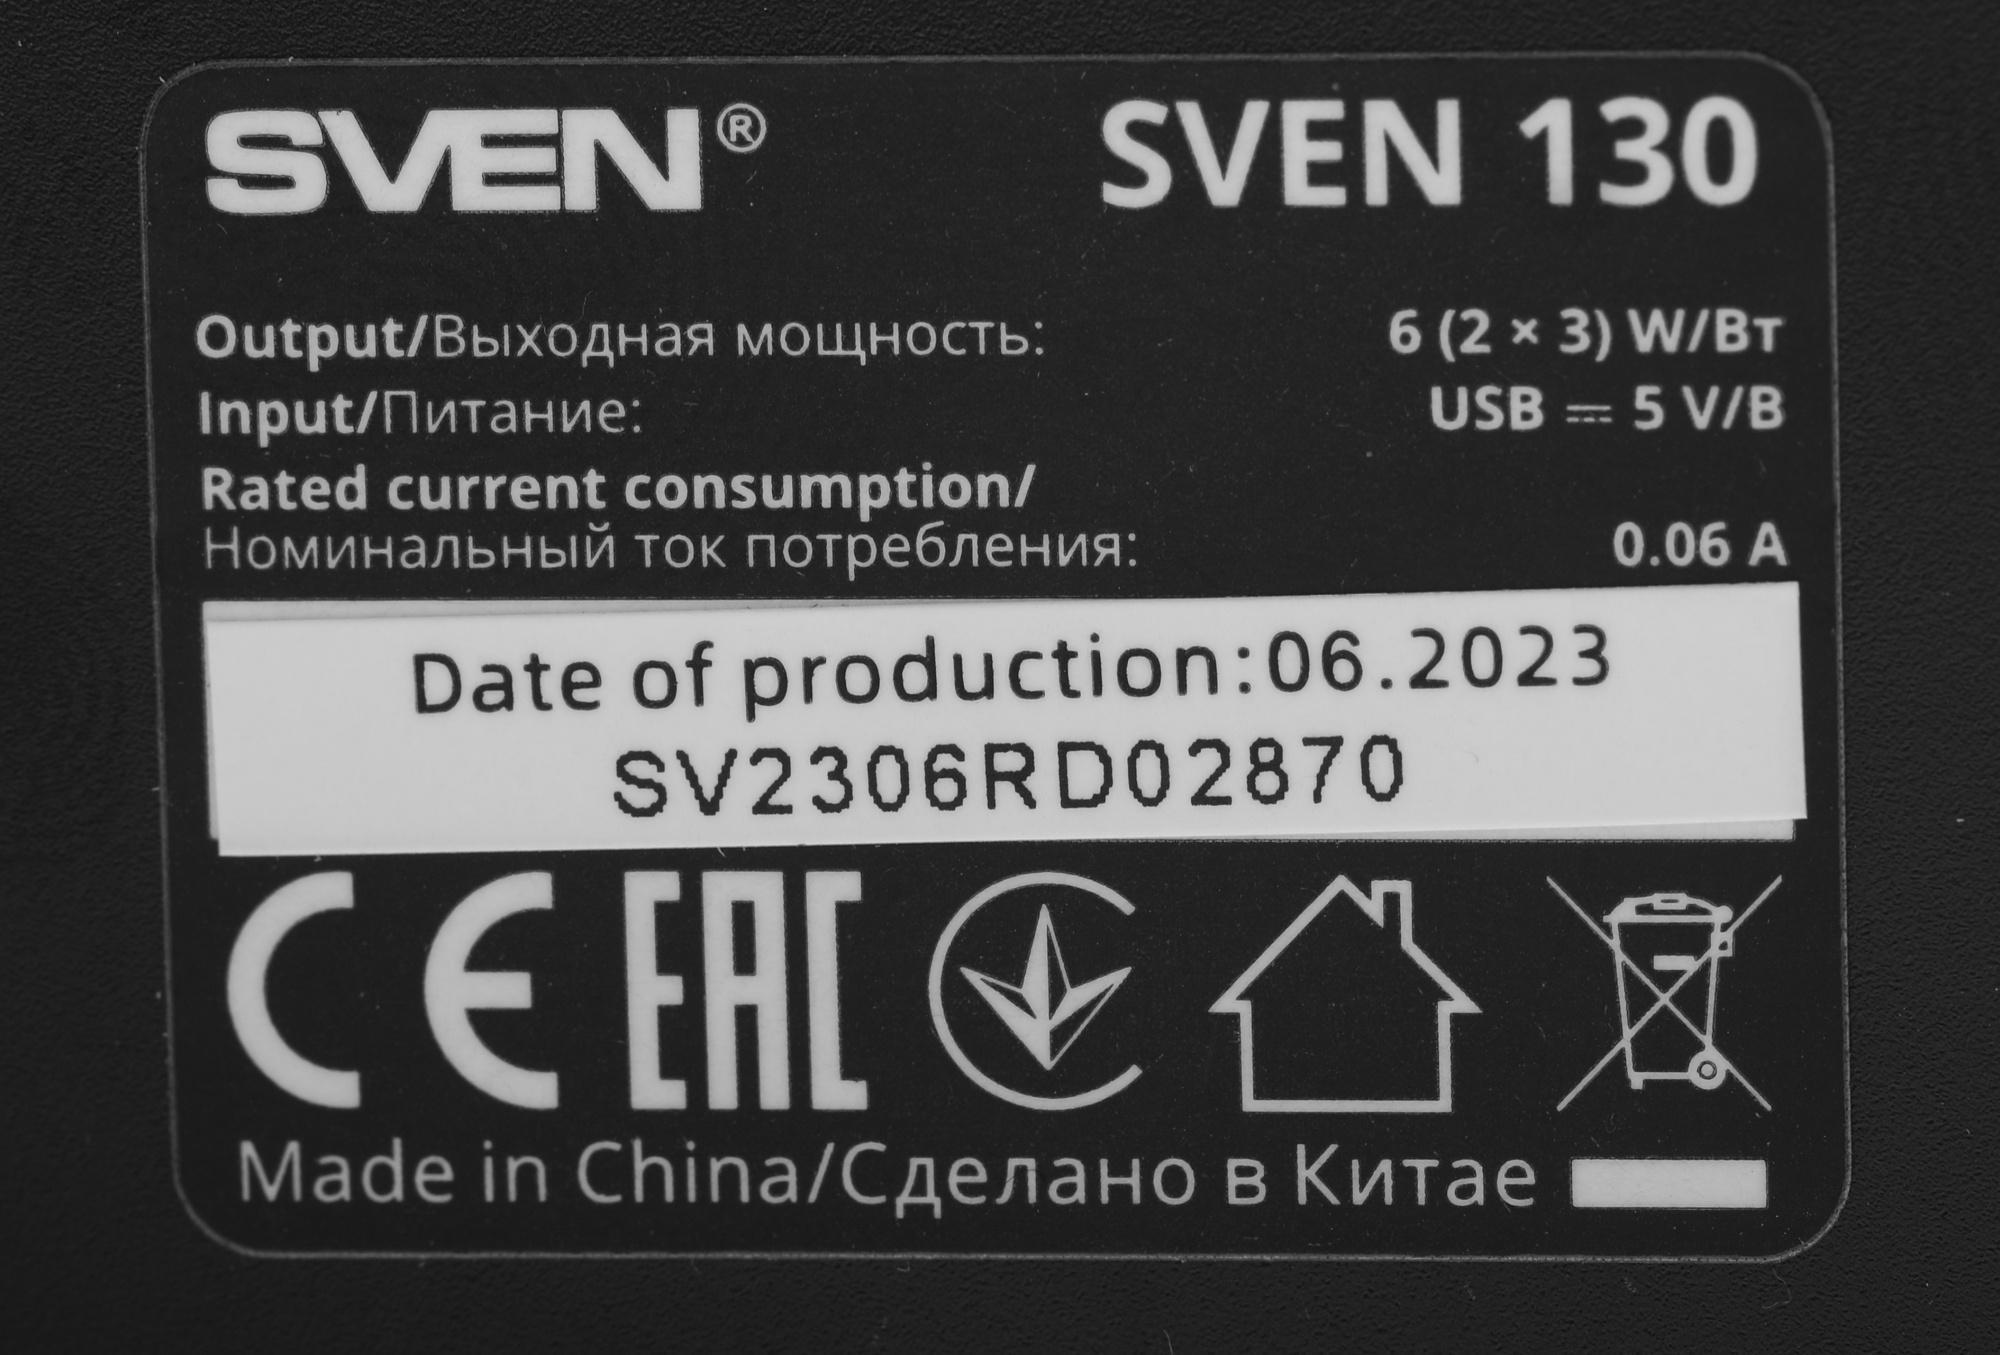 SVEN® SVEN 130
Output/Выходная мощность: 6 (2 × 3) W/Вт
Input/Питание: USB ⎓ 5 V/В
Rated current consumption/
Номинальный ток потребления: 0.06 A
Date of production:06.2023
SV2306RD02870
CE EAC
Made in China/Сделано в Китае